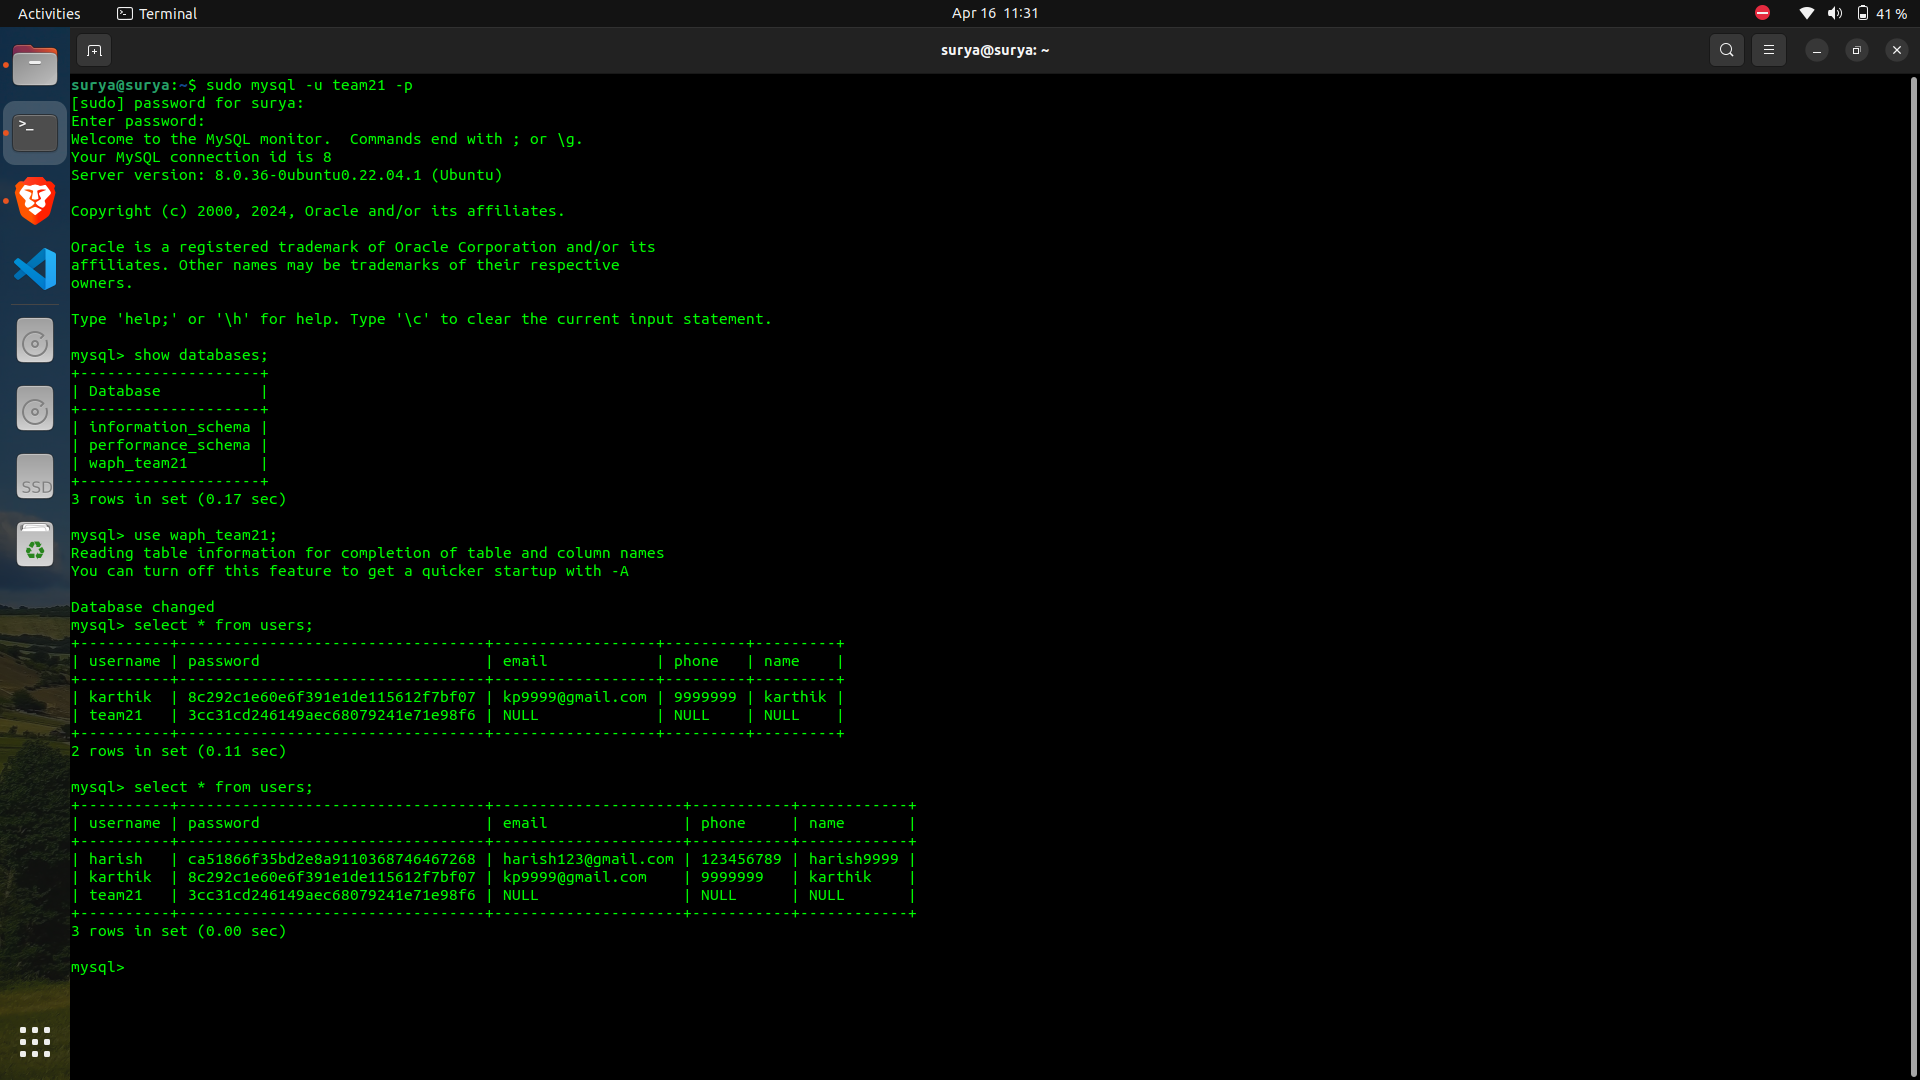 Activities
Terminal
Apr 16 11:31
41 %
surya@surya: ~
surya@surya:~$ sudo mysql -u team21 -p
[sudo] password for surya:
Enter password:
Welcome to the MySQL monitor.  Commands end with ; or \g.
Your MySQL connection id is 8
Server version: 8.0.36-0ubuntu0.22.04.1 (Ubuntu)
Copyright (c) 2000, 2024, Oracle and/or its affiliates.
Oracle is a registered trademark of Oracle Corporation and/or its
affiliates. Other names may be trademarks of their respective
owners.
Type 'help;' or '\h' for help. Type '\c' to clear the current input statement.
mysql> show databases;
+--------------------+
| Database           |
+--------------------+
| information_schema |
| performance_schema |
| waph_team21        |
+--------------------+
3 rows in set (0.17 sec)
mysql> use waph_team21;
Reading table information for completion of table and column names
You can turn off this feature to get a quicker startup with -A
Database changed
mysql> select * from users;
+----------+----------------------------------+------------------+---------+---------+
| username | password                         | email            | phone   | name    |
+----------+----------------------------------+------------------+---------+---------+
| karthik  | 8c292c1e60e6f391e1de115612f7bf07 | kp9999@gmail.com | 9999999 | karthik |
| team21   | 3cc31cd246149aec68079241e71e98f6 | NULL             | NULL    | NULL    |
+----------+----------------------------------+------------------+---------+---------+
2 rows in set (0.11 sec)
mysql> select * from users;
+----------+----------------------------------+---------------------+-----------+------------+
| username | password                         | email               | phone     | name       |
+----------+----------------------------------+---------------------+-----------+------------+
| harish   | ca51866f35bd2e8a9110368746467268 | harish123@gmail.com | 123456789 | harish9999 |
| karthik  | 8c292c1e60e6f391e1de115612f7bf07 | kp9999@gmail.com    | 9999999   | karthik    |
| team21   | 3cc31cd246149aec68079241e71e98f6 | NULL                | NULL      | NULL       |
+----------+----------------------------------+---------------------+-----------+------------+
3 rows in set (0.00 sec)
mysql>
SSD